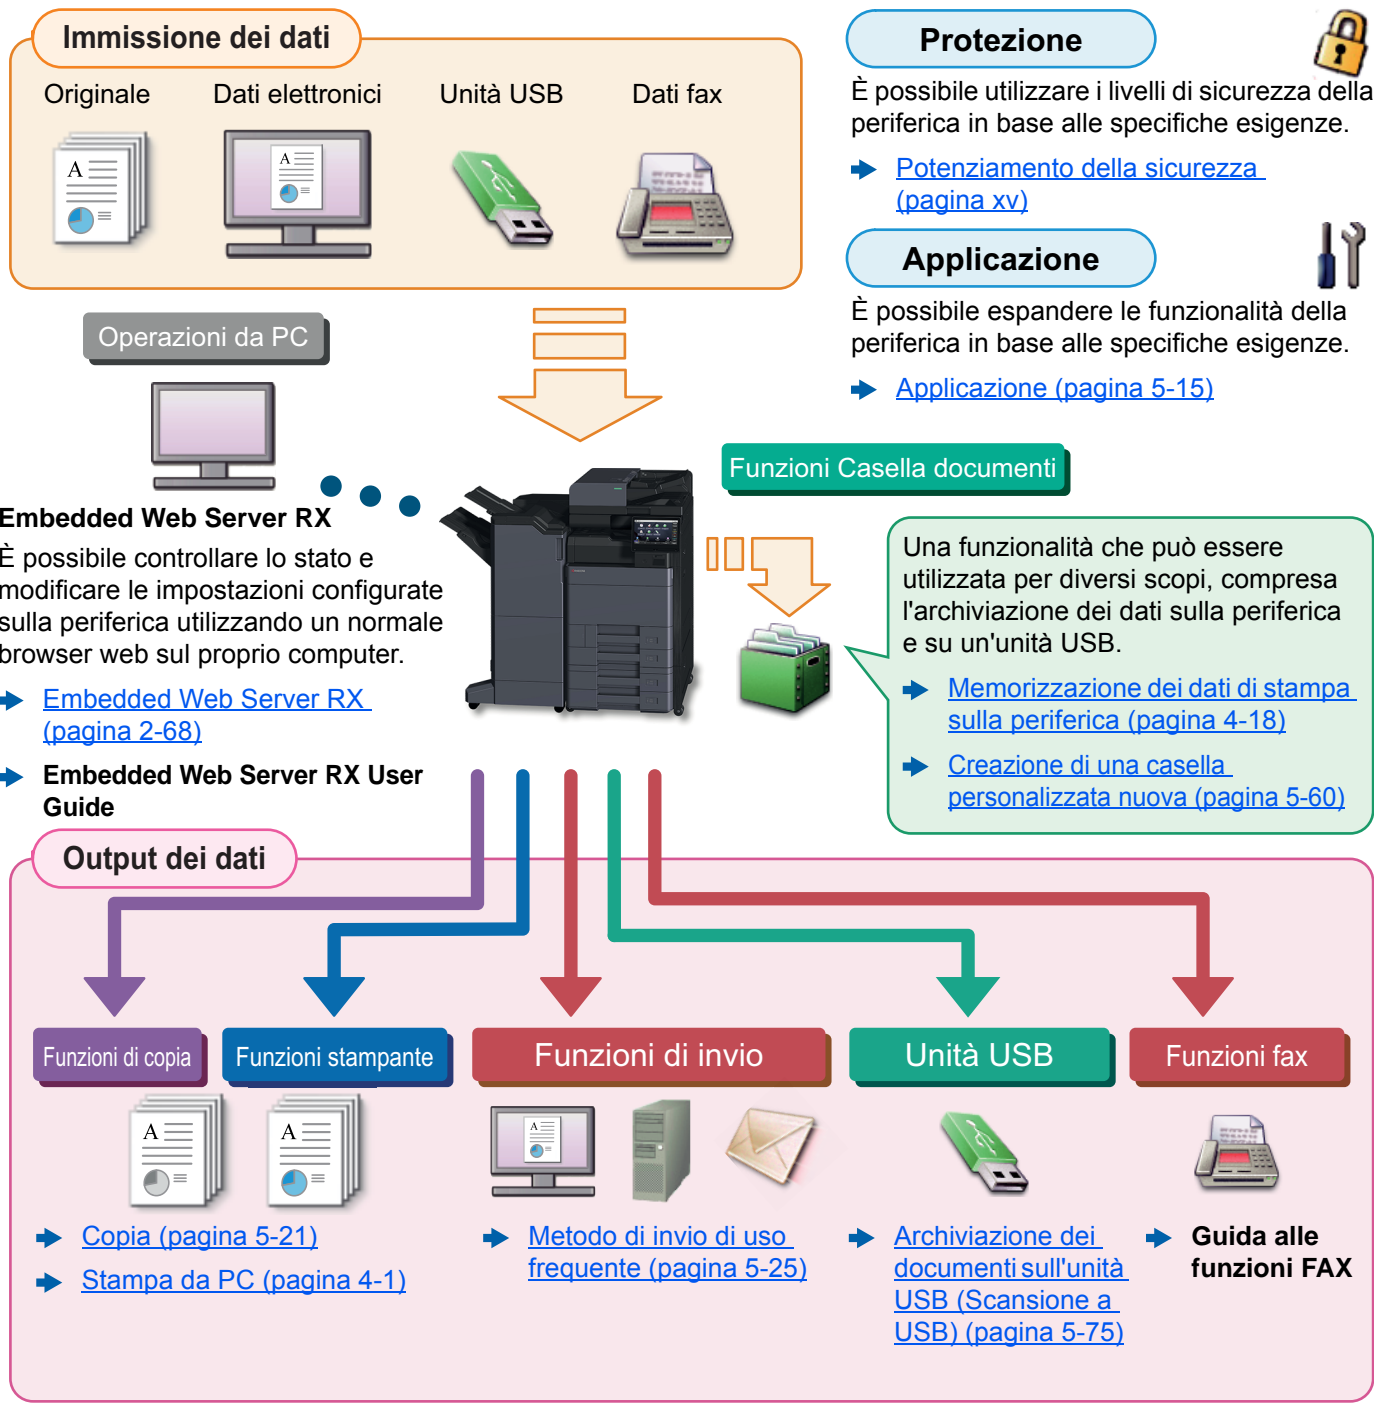 Immissione dei dati
Originale
Dati elettronici
Unità USB
Dati fax
Protezione
È possibile utilizzare i livelli di sicurezza della
periferica in base alle specifiche esigenze.
Potenziamento della sicurezza
(pagina xv)
Applicazione
È possibile espandere le funzionalità della
periferica in base alle specifiche esigenze.
Applicazione (pagina 5-15)
Operazioni da PC
Embedded Web Server RX
È possibile controllare lo stato e
modificare le impostazioni configurate
sulla periferica utilizzando un normale
browser web sul proprio computer.
Embedded Web Server RX
(pagina 2-68)
Embedded Web Server RX User
Guide
Funzioni Casella documenti
Una funzionalità che può essere
utilizzata per diversi scopi, compresa
l'archiviazione dei dati sulla periferica
e su un'unità USB.
Memorizzazione dei dati di stampa
sulla periferica (pagina 4-18)
Creazione di una casella
personalizzata nuova (pagina 5-60)
Output dei dati
Funzioni di copia
Funzioni stampante
Funzioni di invio
Unità USB
Funzioni fax
A
A
A
A
A
Copia (pagina 5-21)
Stampa da PC (pagina 4-1)
Metodo di invio di uso
frequente (pagina 5-25)
Archiviazione dei
documenti sull'unità
USB (Scansione a
USB) (pagina 5-75)
Guida alle
funzioni FAX